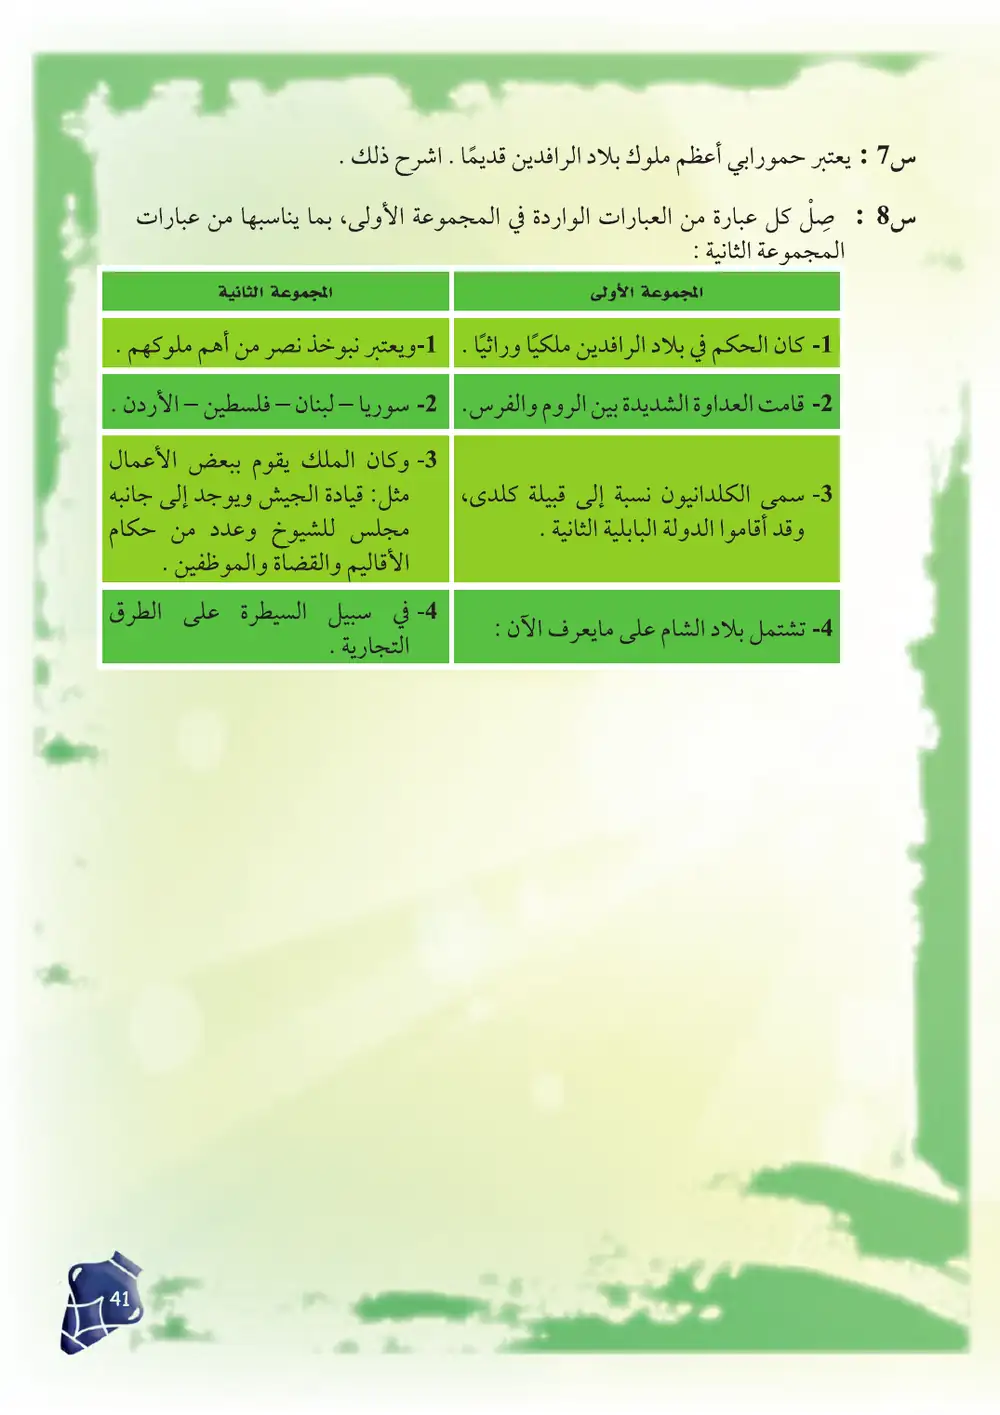 س7 : يعتبر حمورابي أعظم ملوك بلاد الرافدين قديمًا . اشرح ذلك .
س8 : صِلْ كل عبارة من العبارات الواردة في المجموعة الأولى، بما يناسبها من عبارات
المجموعة الثانية :
المجموعة الأولى
المجموعة الثانية
1- كان الحكم في بلاد الرافدين ملكيًا وراثيًا .
1-ويعتبر نبوخذ نصر من أهم ملوكهم .
2- قامت العداوة الشديدة بين الروم والفرس.
2- سوريا – لبنان – فلسطين – الأردن .
3- سمى الكلدانيون نسبة إلى قبيلة كلدى،
وقد أقاموا الدولة البابلية الثانية .
3- وكان الملك يقوم ببعض الأعمال
مثل: قيادة الجيش ويوجد إلى جانبه
مجلس للشيوخ وعدد من حكام
الأقاليم والقضاة والموظفين .
4- تشتمل بلاد الشام على مايعرف الآن :
4- في سبيل السيطرة على الطرق
التجارية .
41